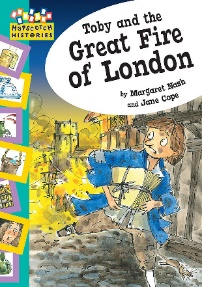 HOPSCOTCH
HISTORIES
Toby and the
Great Fire
of London
by Margaret Nash
and Jane Cope